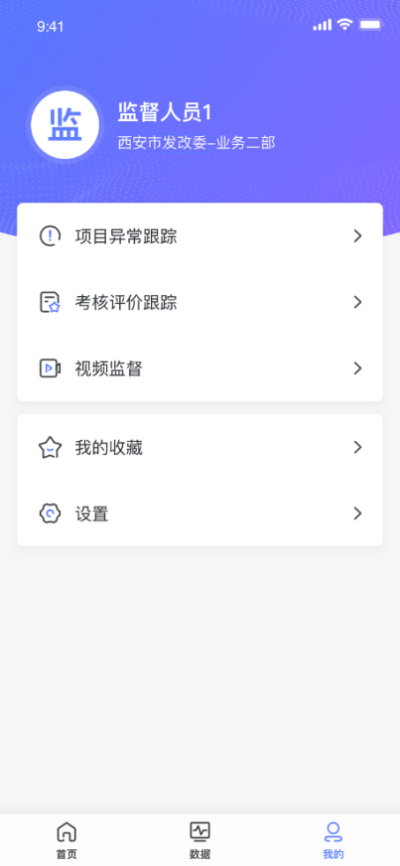 9:41
监
监督人员1
西安市发改委-业务二部
项目异常跟踪
考核评价跟踪
视频监督
我的收藏
设置
首页
数据
我的